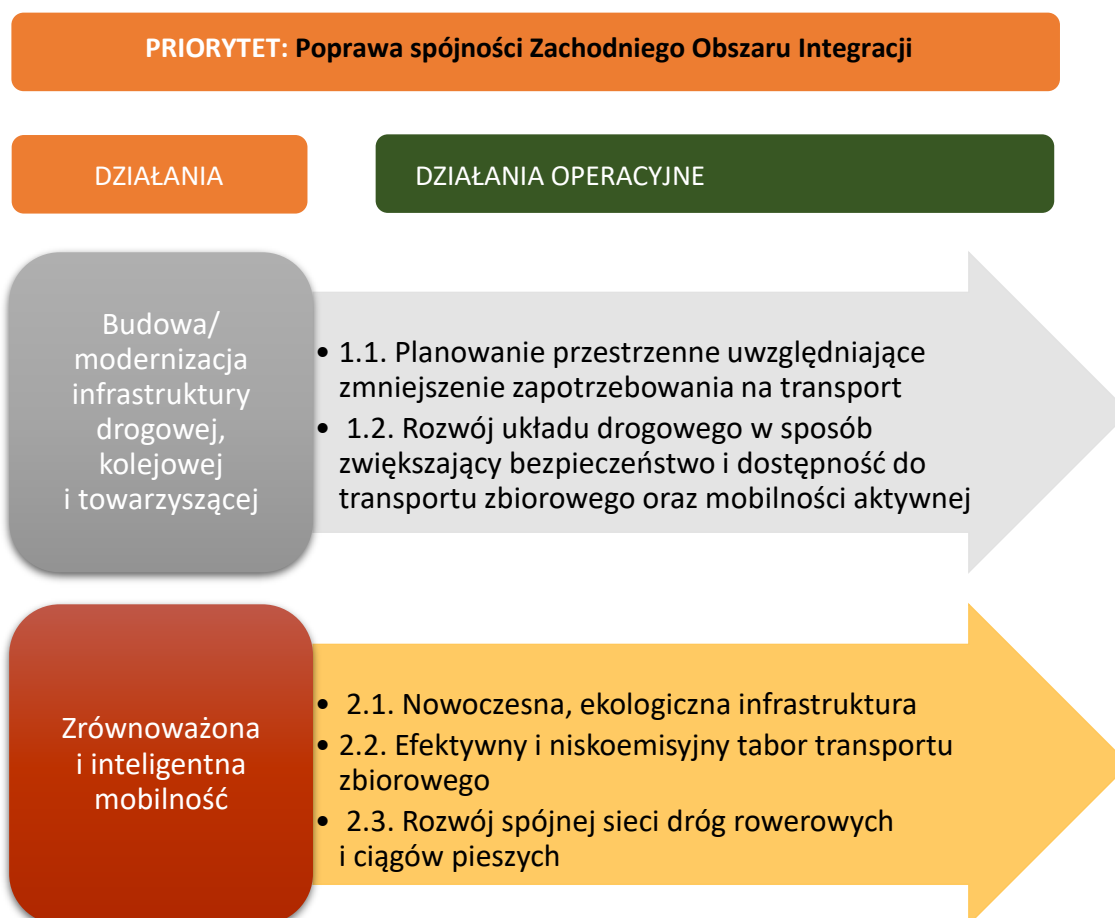 PRIORYTET: Poprawa spójności Zachodniego Obszaru Integracji
DZIAŁANIA
DZIAŁANIA OPERACYJNE
Budowa/
modernizacja
infrastruktury
drogowej,
kolejowej
i towarzyszącej
• 1.1. Planowanie przestrzenne uwzględniające
zmniejszenie zapotrzebowania na transport
• 1.2. Rozwój układu drogowego w sposób
zwiększający bezpieczeństwo i dostępność do
transportu zbiorowego oraz mobilności aktywnej
Zrównoważona
i inteligentna
mobilność
• 2.1. Nowoczesna, ekologiczna infrastruktura
• 2.2. Efektywny i niskoemisyjny tabor transportu
zbiorowego
• 2.3. Rozwój spójnej sieci dróg rowerowych
i ciągów pieszych